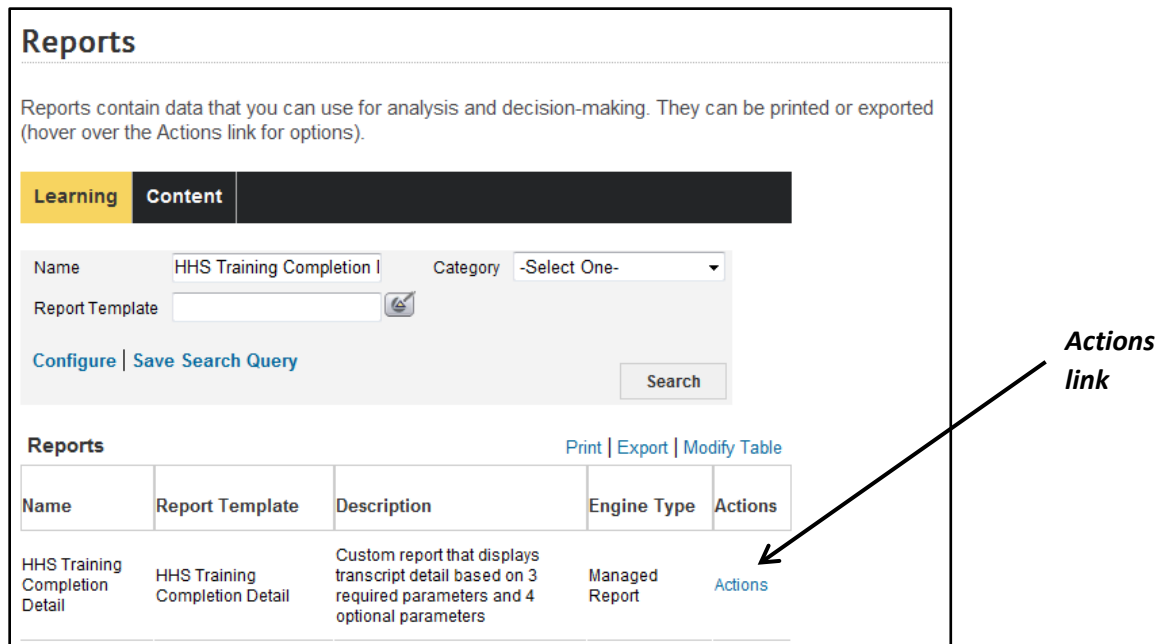 Reports
Reports contain data that you can use for analysis and decision-making. They can be printed or exported
(hover over the Actions link for options).
Learning Content
Name HHS Training Completion Category -Select One-
Report Template
Configure | Save Search Query
Search
Actions
link
Reports Print | Export | Modify Table
Name Report Template Description Engine Type Actions
HHS Training
Completion
Detail
HHS Training
Completion Detail
Custom report that displays
transcript detail based on 3
required parameters and 4
optional parameters
Managed
Report
Actions